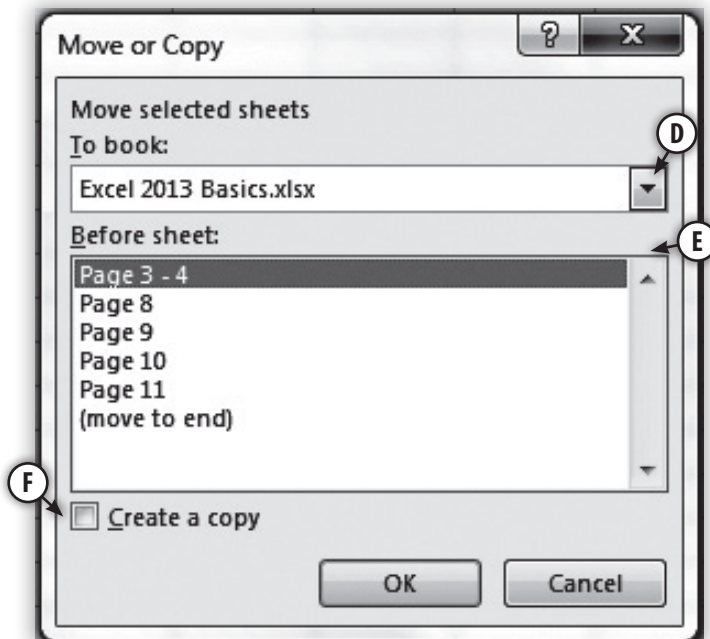 Move or Copy ? X
Move selected sheets
To book:
D
Excel 2013 Basics.xlsx
Before sheet:
E
Page 3 - 4
Page 8
Page 9
Page 10
Page 11
(move to end)
F
Create a copy
OK Cancel